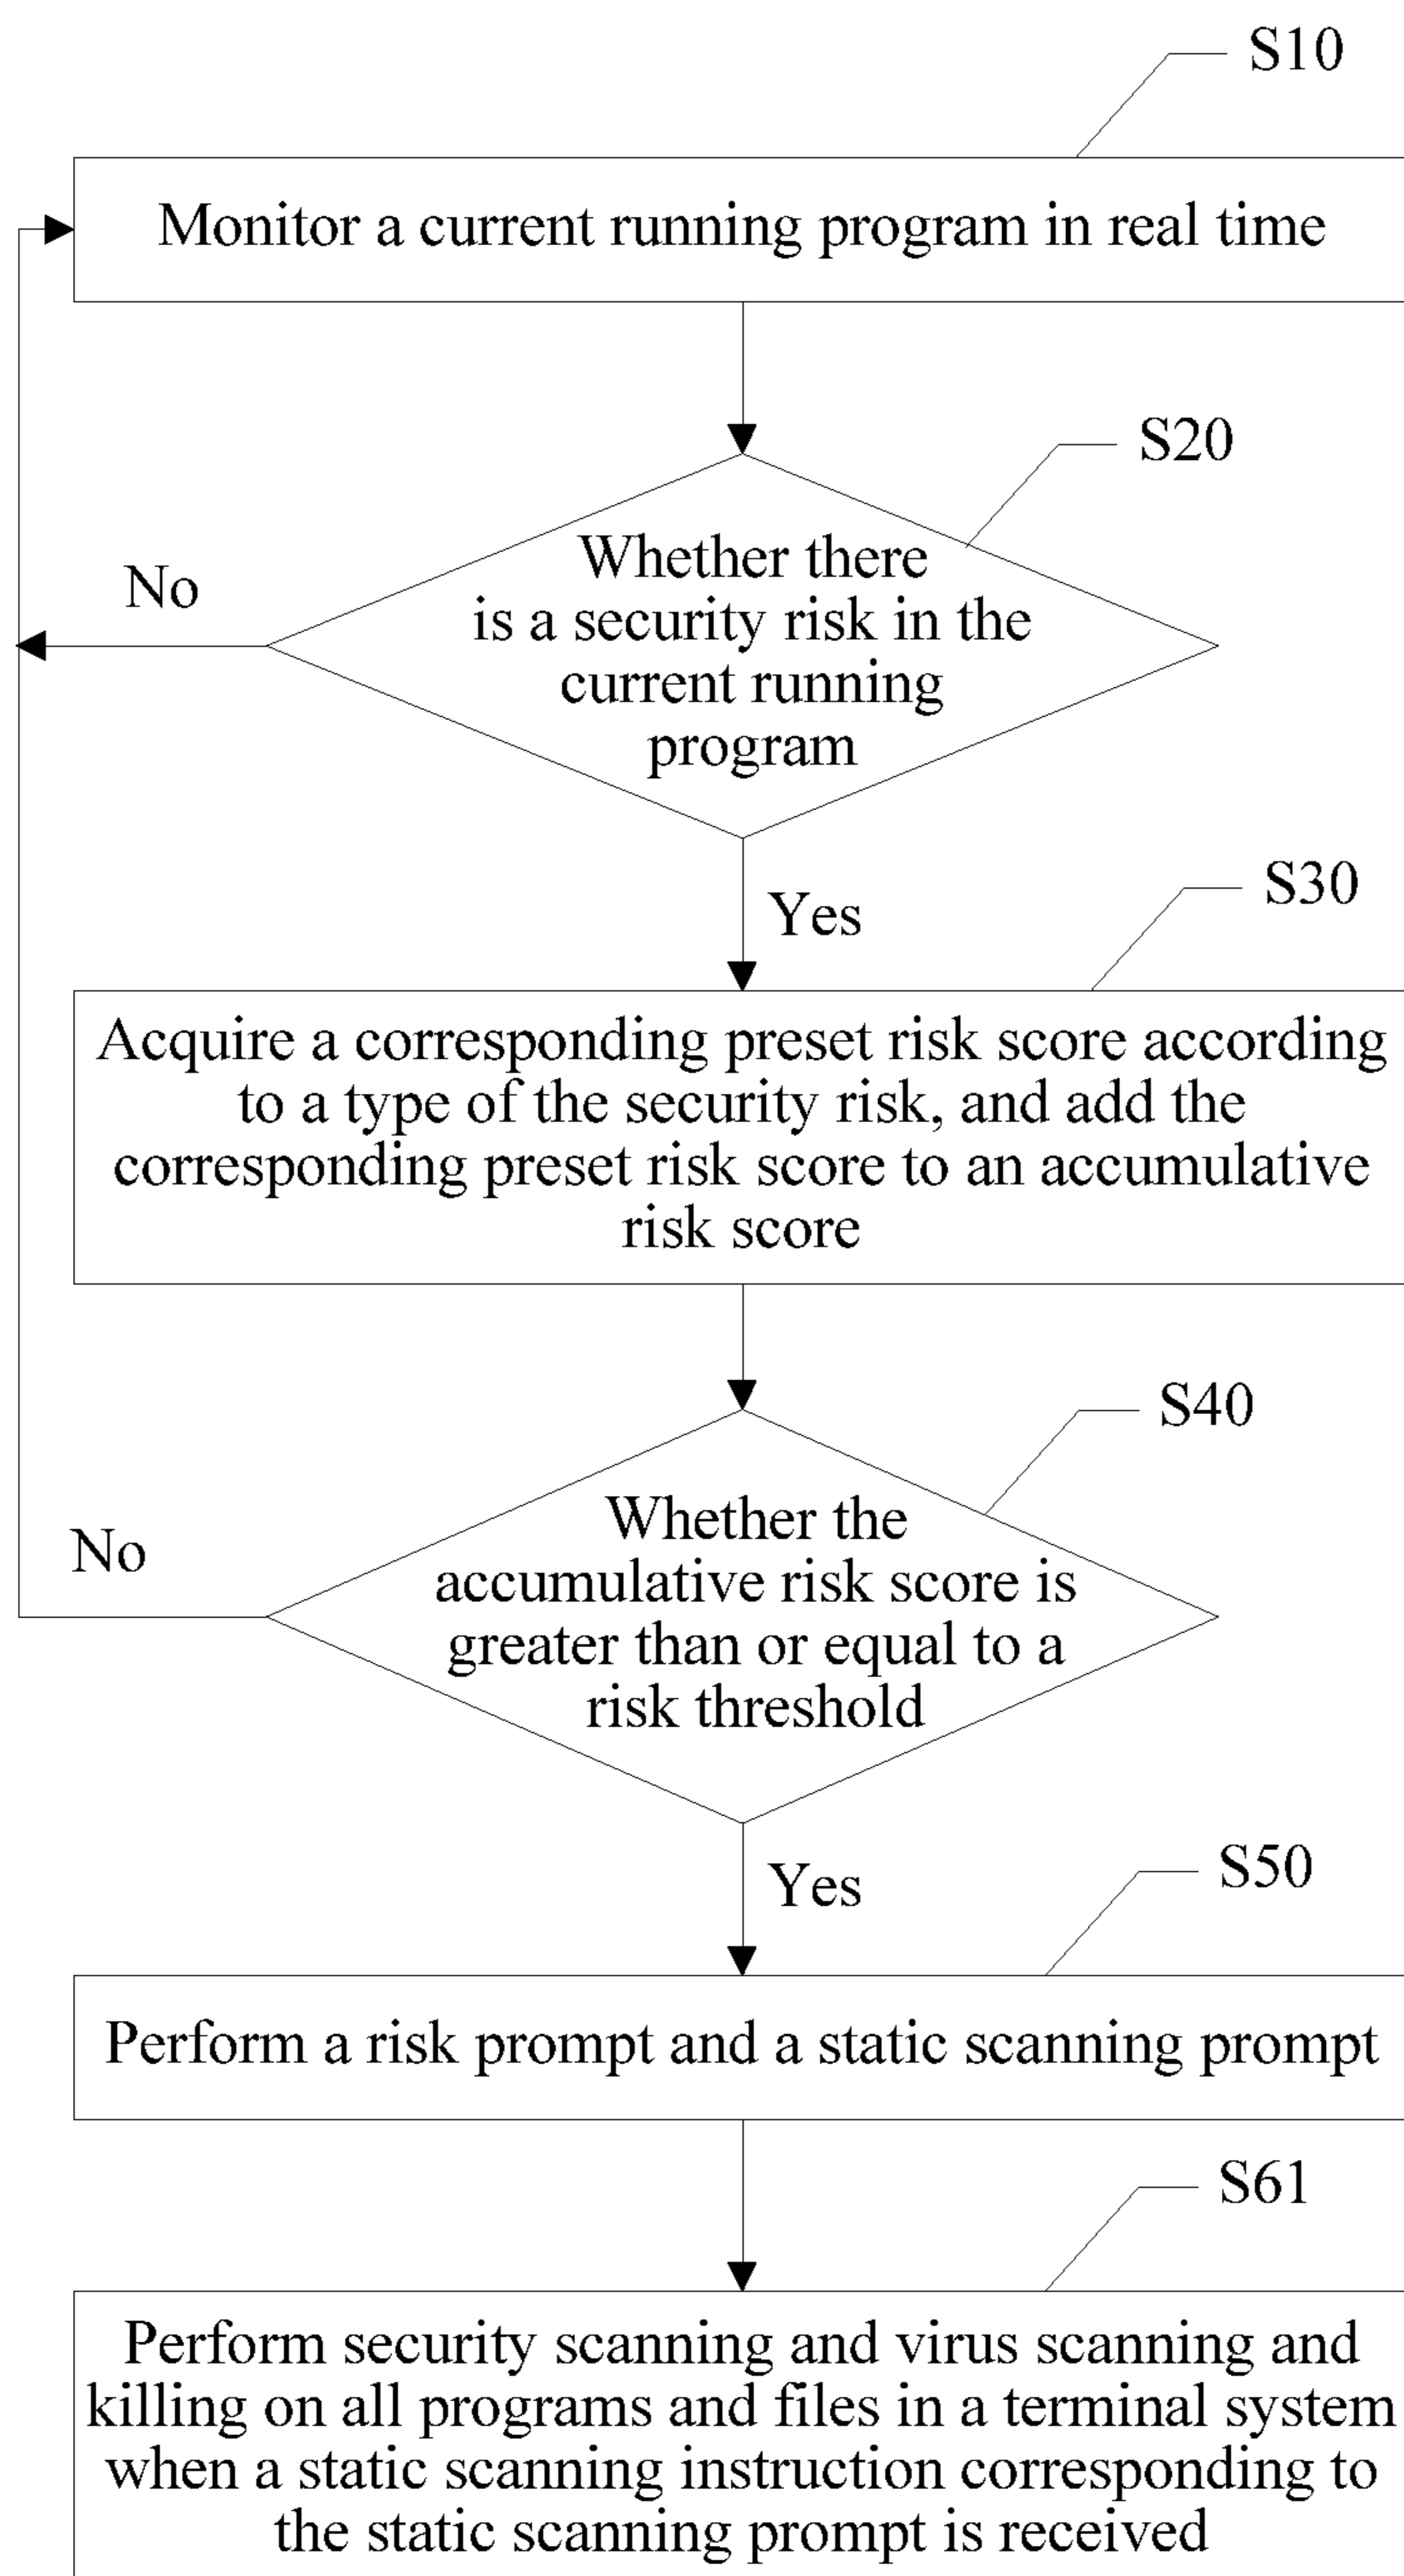 S10
Monitor a current running program in real time
S20
Whether there
is a security risk in the
current running
program
No
Yes
S30
Acquire a corresponding preset risk score according
to a type of the security risk, and add the
corresponding preset risk score to an accumulative
risk score
S40
Whether the
accumulative risk score is
greater than or equal to a
risk threshold
No
Yes
S50
Perform a risk prompt and a static scanning prompt
S61
Perform security scanning and virus scanning and
killing on all programs and files in a terminal system
when a static scanning instruction corresponding to
the static scanning prompt is received